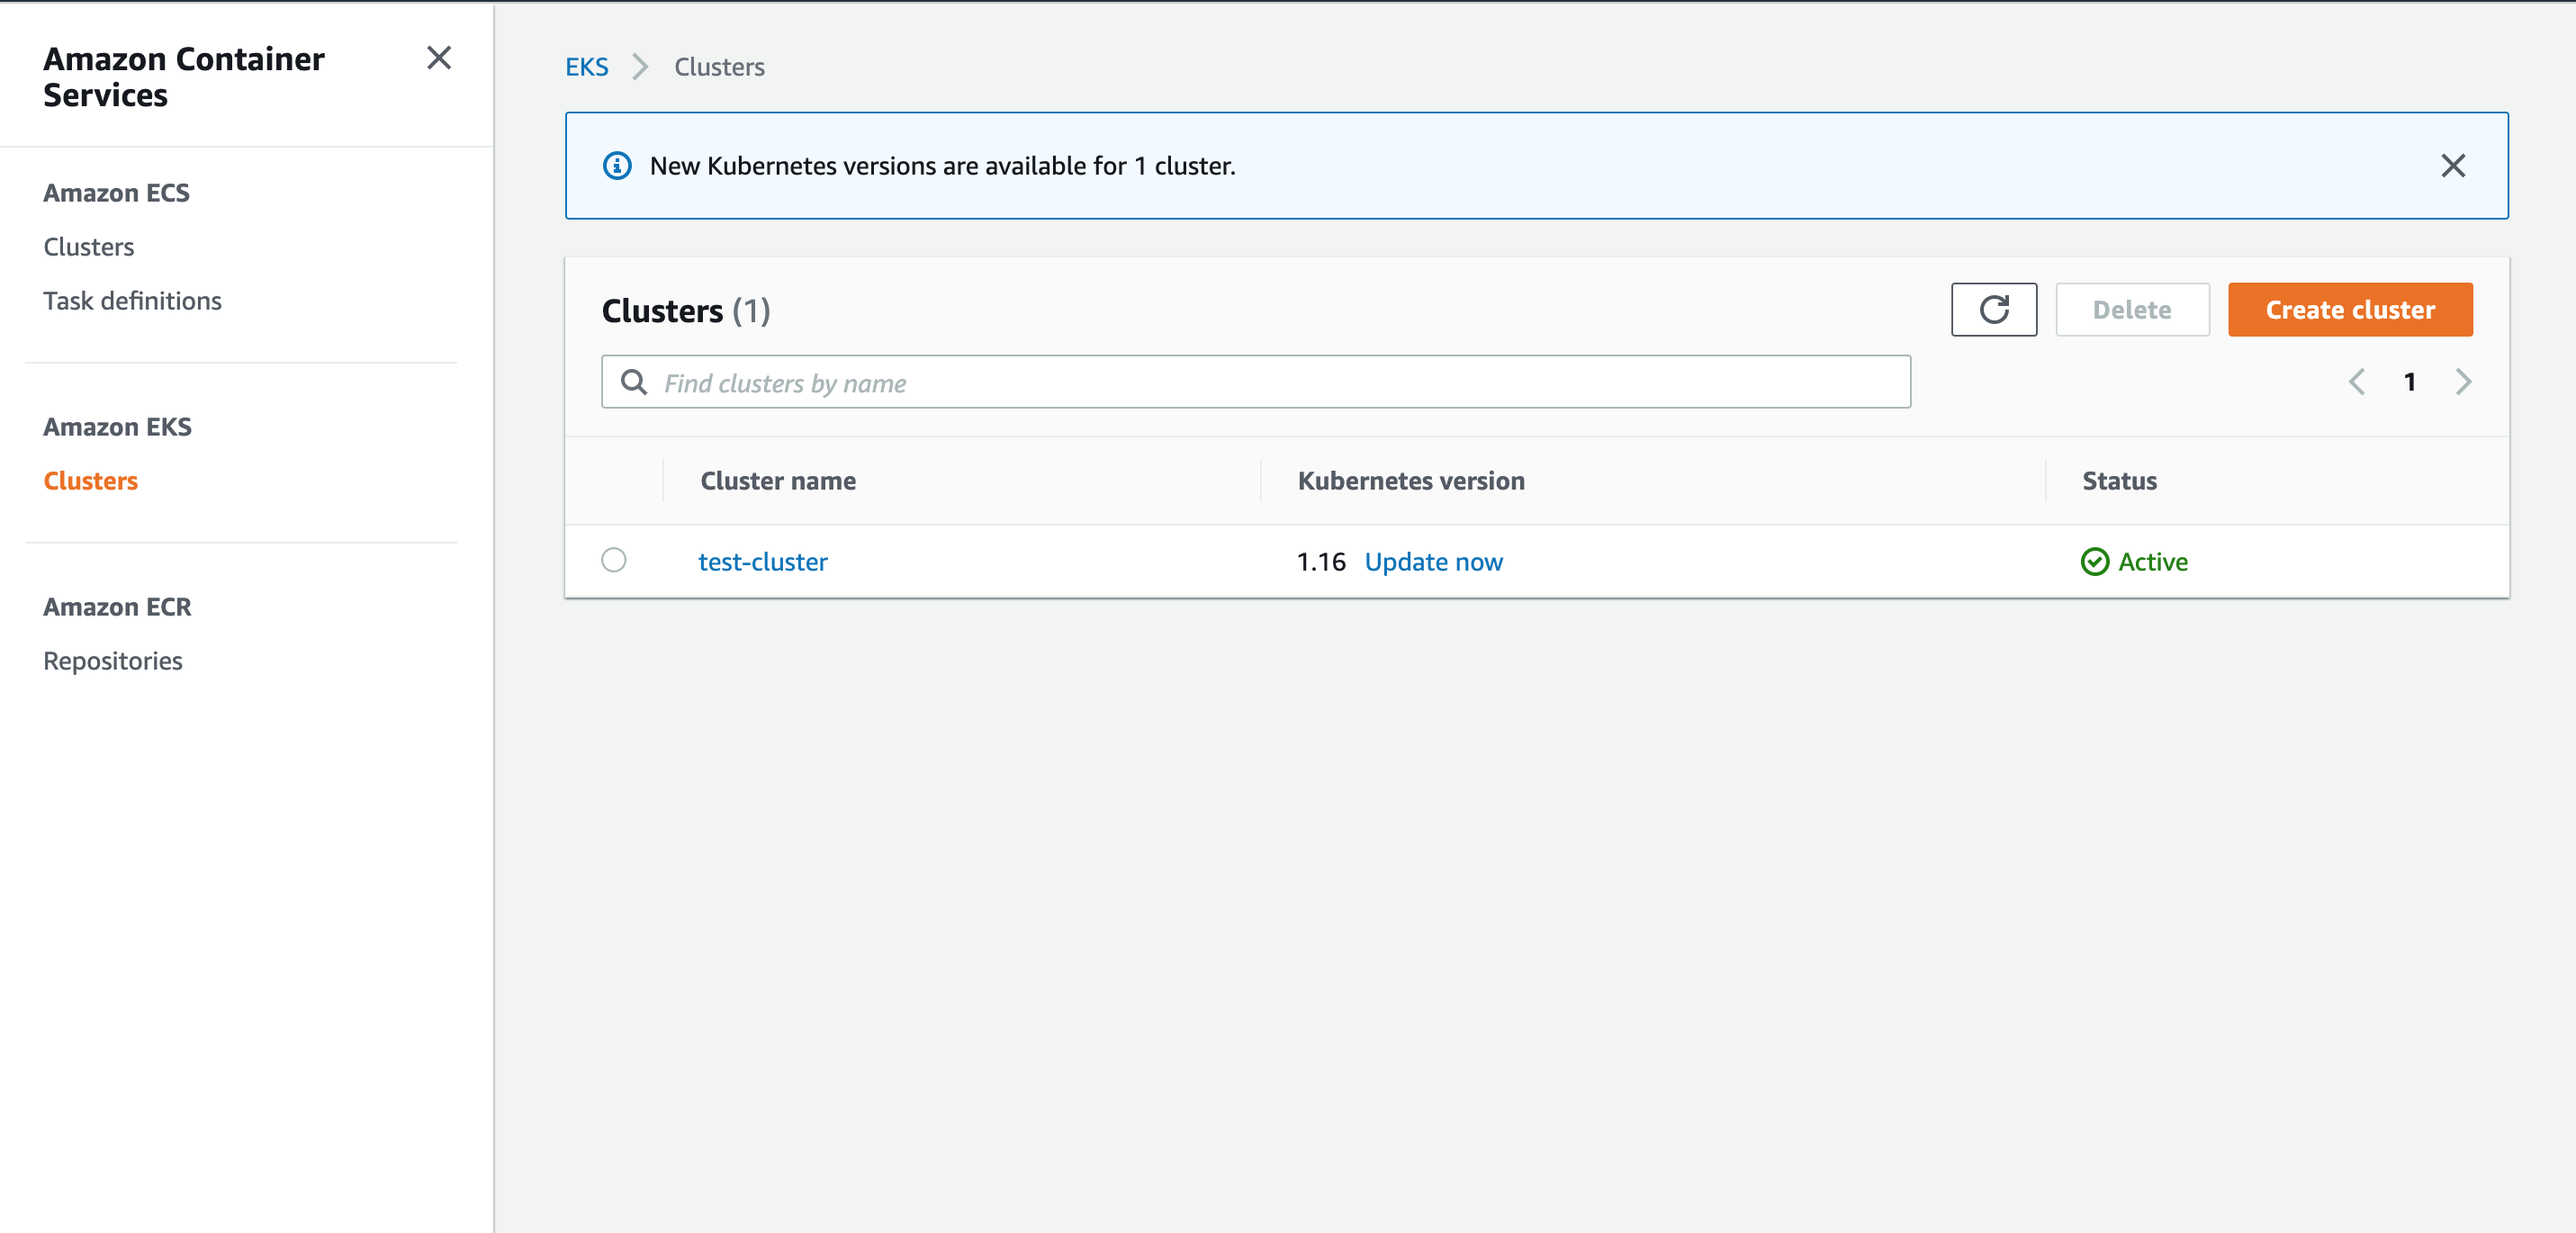 Amazon Container
Services
Amazon ECS
Clusters
Task definitions
Amazon EKS
Clusters
Amazon ECR
Repositories
EKS Clusters
New Kubernetes versions are available for 1 cluster.
Clusters (1)
Delete
Create cluster
Find clusters by name
1
Cluster name Kubernetes version Status
test-cluster 1.16 Update now Active